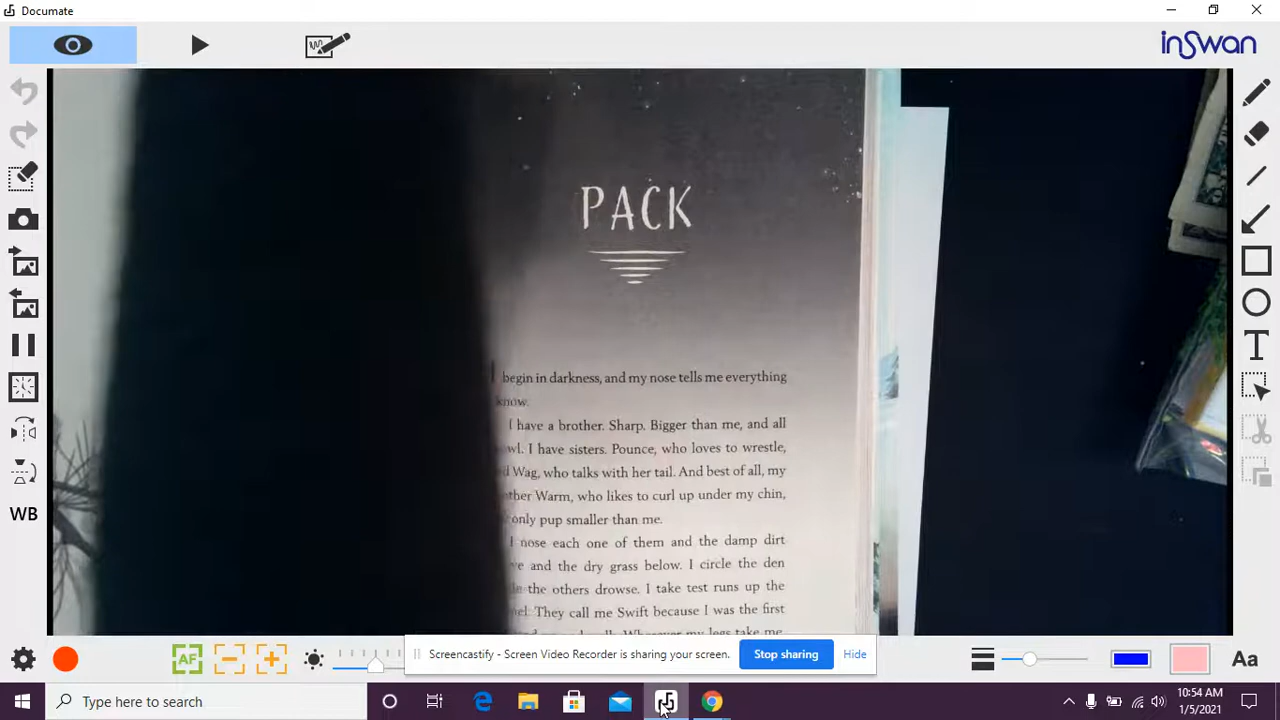 Documate
inswan
PACK
I begin in darkness, and my nose tells me everything
know.
I have a brother. Sharp. Bigger than me, and all
wl. I have sisters. Pounce, who loves to wrestle,
d Wag, who talks with her tail. And best of all, my
ther Warm, who likes to curl up under my chin,
only pup smaller than me.
I nose each one of them and the damp dirt
ve and the dry grass below. I circle the den
le the others drowse. I take test runs up the
nel. They call me Swift because I was the first
WB
T
AF
Screencastify - Screen Video Recorder is sharing your screen.
Stop sharing
Hide
Aa
Type here to search
10:54 AM
1/5/2021